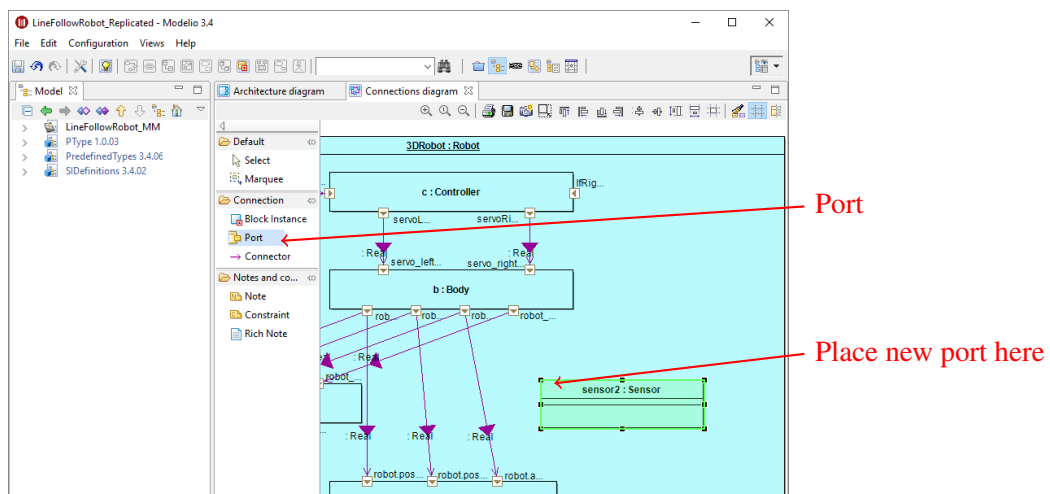 LineFollowRobot_Replicated - Modelio 3.4
File Edit Configuration Views Help
Model
Architecture diagram
Connections diagram
LineFollowRobot_MM
PType 1.0.03
PredefinedTypes 3.4.06
SIDefinitions 3.4.02
Default
Select
Marquee
Connection
Block Instance
Port
Connector
Notes and co...
Note
Constraint
Rich Note
3DRobot : Robot
c : Controller
lfRig...
servoL...
servoRi...
: Real
: Real
servo_left...
servo_right...
b : Body
rob...
rob...
rob...
robot_...
: Real
robot_...
sensor2 : Sensor
: Real
: Real
: Real
robot.pos...
robot.pos...
robot.a...
Port
Place new port here